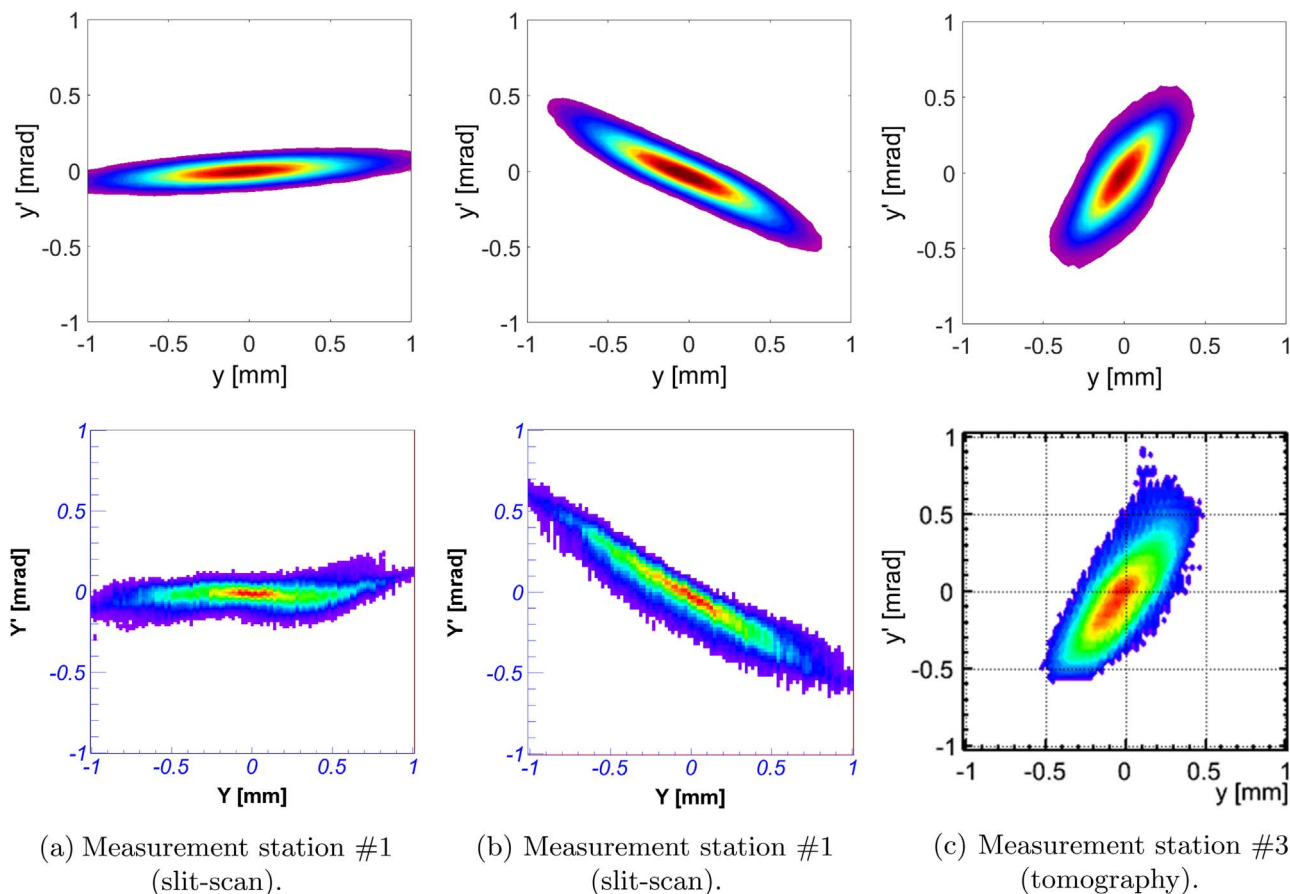 1
0.5
0
-0.5
-1
y' [mrad]
-1 -0.5 0 0.5 1
y [mm]
1
0.5
0
-0.5
-1
y' [mrad]
-1 -0.5 0 0.5 1
y [mm]
1
0.5
0
-0.5
-1
y' [mrad]
-1 -0.5 0 0.5 1
y [mm]
1
0.5
0
-0.5
-1
Y' [mrad]
-1 -0.5 0 0.5 1
Y [mm]
1
0.5
0
-0.5
-1
Y' [mrad]
-1 -0.5 0 0.5 1
Y [mm]
1
0.5
0
-0.5
-1
y' [mrad]
-1 -0.5 0 0.5 1
y [mm]
(a) Measurement station #1
(slit-scan).
(b) Measurement station #1
(slit-scan).
(c) Measurement station #3
(tomography).